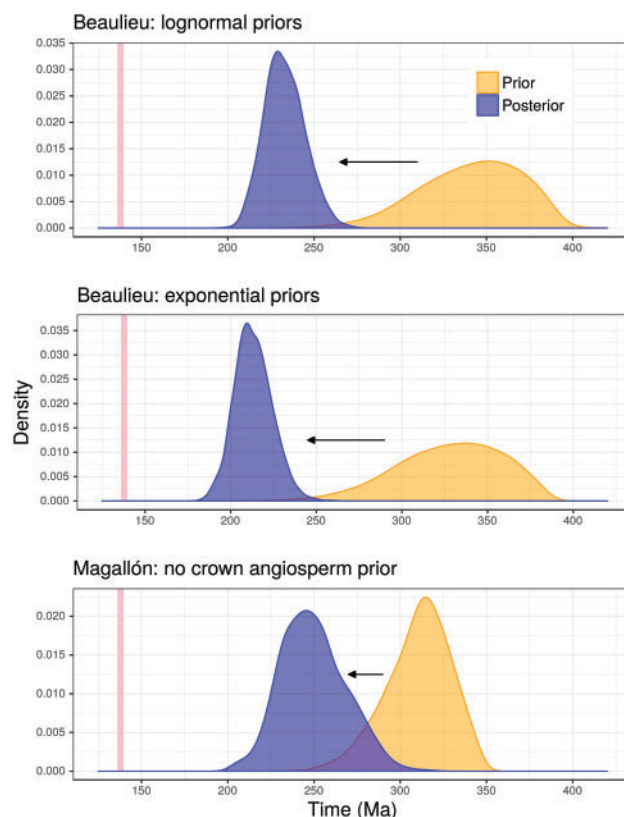 Beaulieu: lognormal priors
0.035
0.030
0.025
0.020
0.015
0.010
0.005
0.000
Prior
Posterior
150 200 250 300 350 400
Beaulieu: exponential priors
0.035
0.030
0.025
0.020
0.015
0.010
0.005
0.000
150 200 250 300 350 400
Density
Magallón: no crown angiosperm prior
0.020
0.015
0.010
0.005
0.000
150 200 250 300 350 400
Time (Ma)